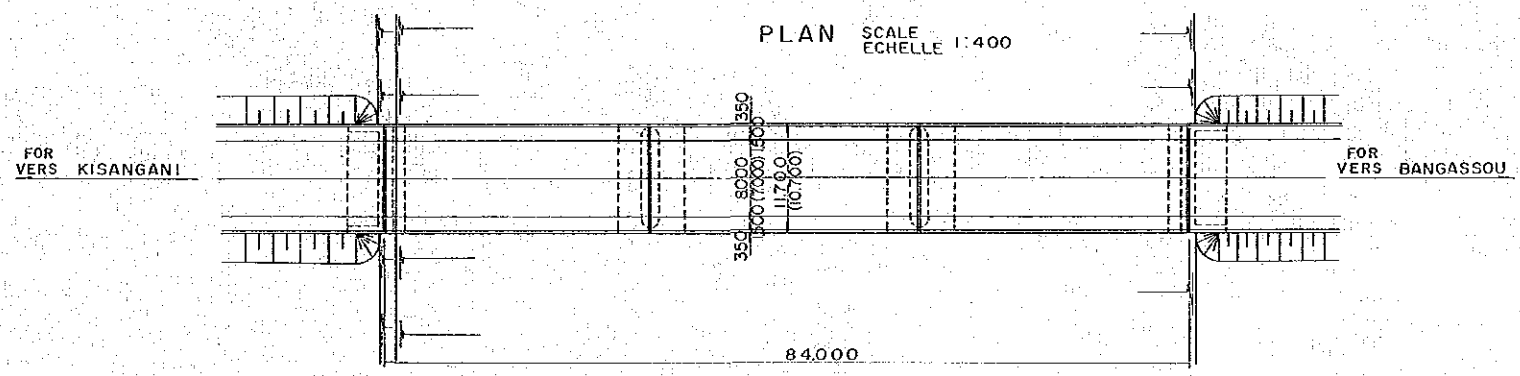 PLAN SCALE
ECHELLE 1:400
FOR
VERS KISANGANI
350
1500
8000 (7000)
1500
350
11700
(10700)
FOR
VERS BANGASSOU
84000